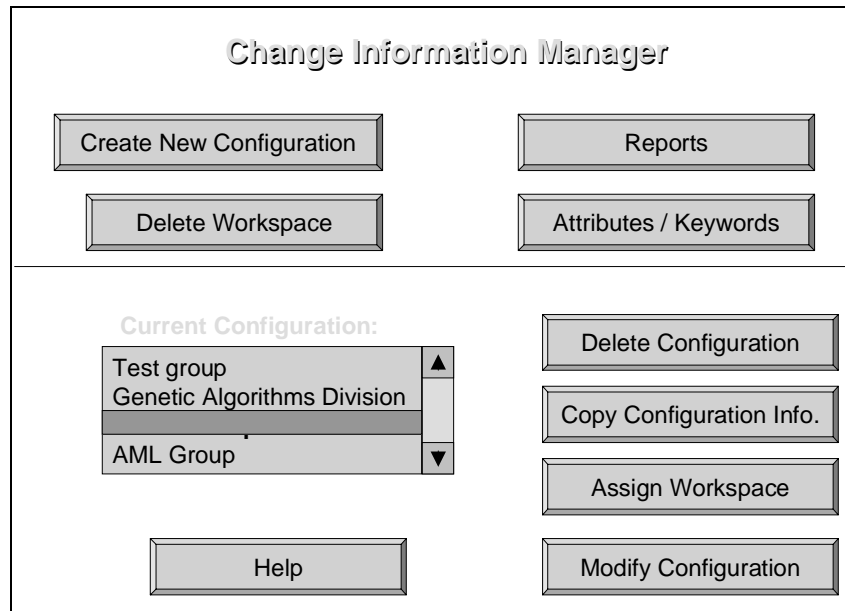 Change Information Manager
Create New Configuration
Reports
Delete Workspace
Attributes / Keywords
Current Configuration:
Test group
Genetic Algorithms Division
AML Group
Delete Configuration
Copy Configuration Info.
Assign Workspace
Help
Modify Configuration